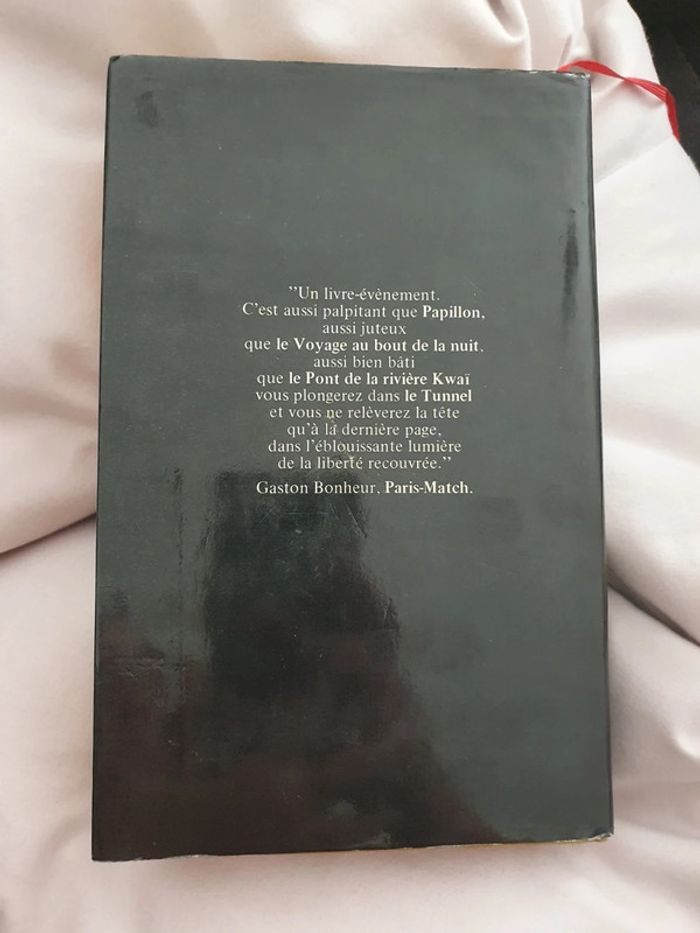 ”Un livre-évènement.
C'est aussi palpitant que Papillon,
aussi juteux
que le Voyage au bout de la nuit,
aussi bien bâti
que le Pont de la rivière Kwaï
vous plongerez dans le Tunnel
et vous ne relèverez la tête
qu'à la dernière page,
dans l'éblouissante lumière
de la liberté recouvrée.”
Gaston Bonheur, Paris-Match.